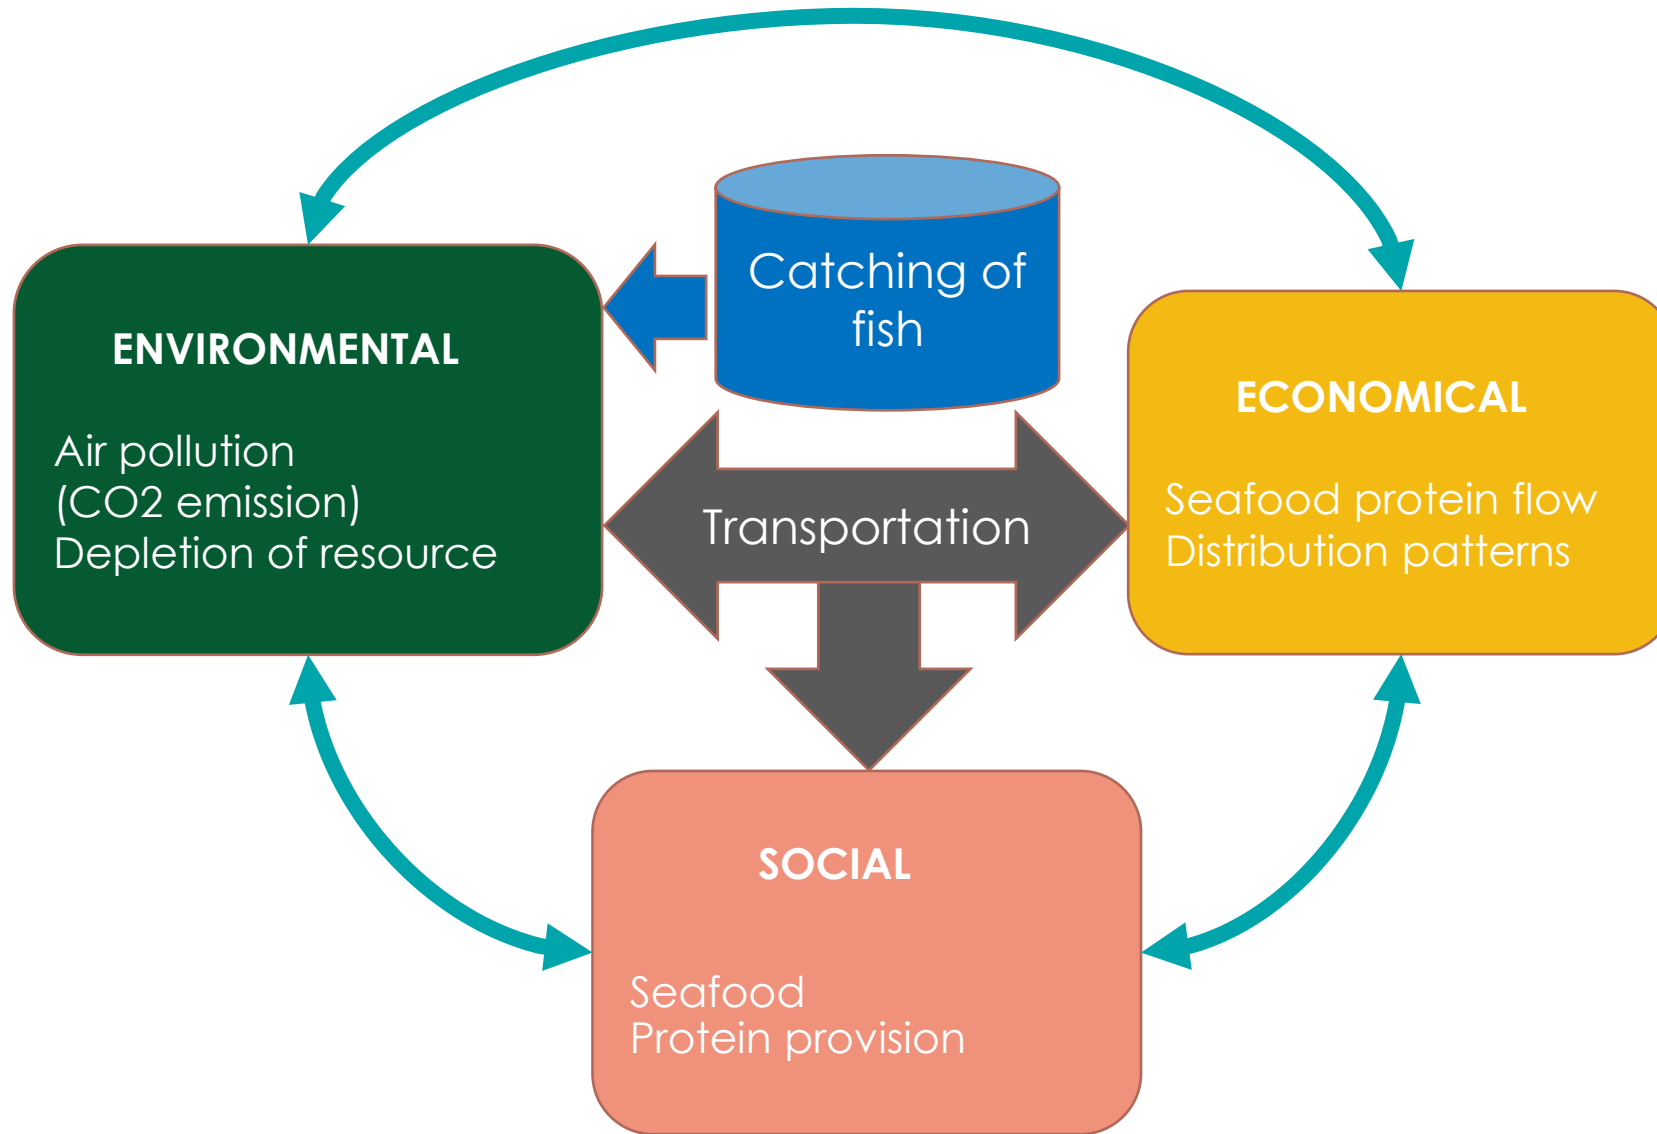 Catching of
fish
ENVIRONMENTAL
Air pollution
(CO2 emission)
Depletion of resource
Transportation
ECONOMICAL
Seafood protein flow
Distribution patterns
SOCIAL
Seafood
Protein provision